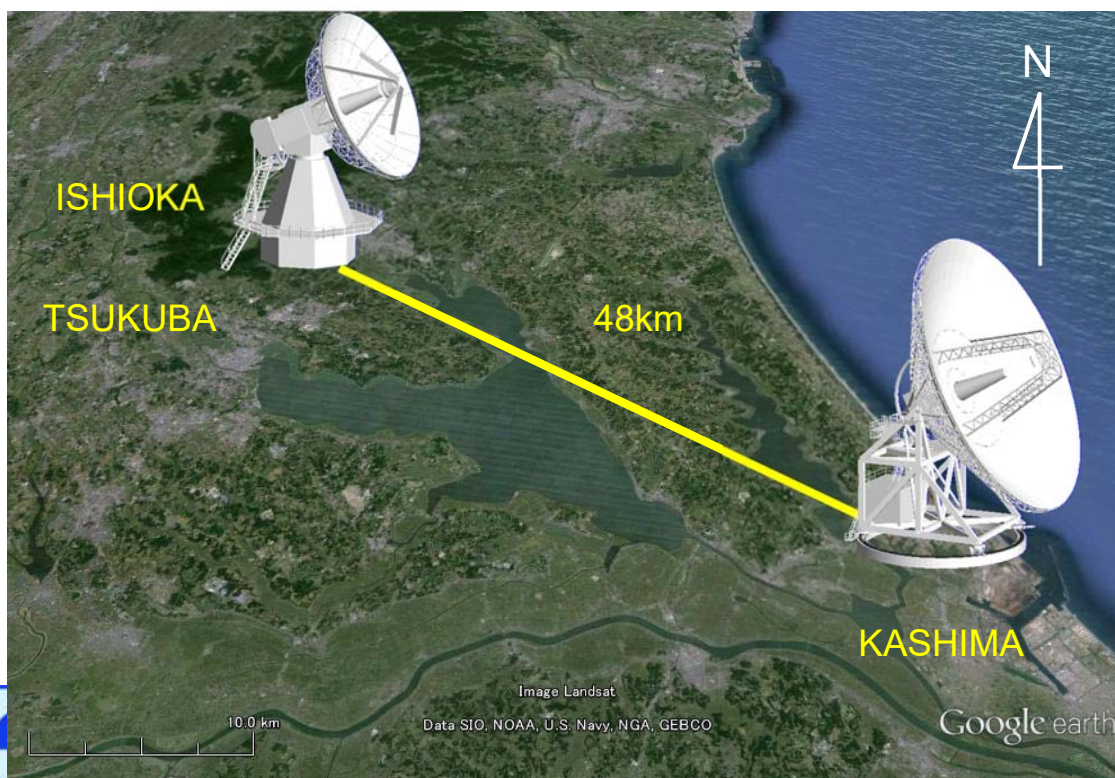 N
ISHIOKA
TSUKUBA
48km
KASHIMA
Image Landsat
10.0 km
Data SIO, NOAA, U.S. Navy, NGA, GEBCO
Google earth